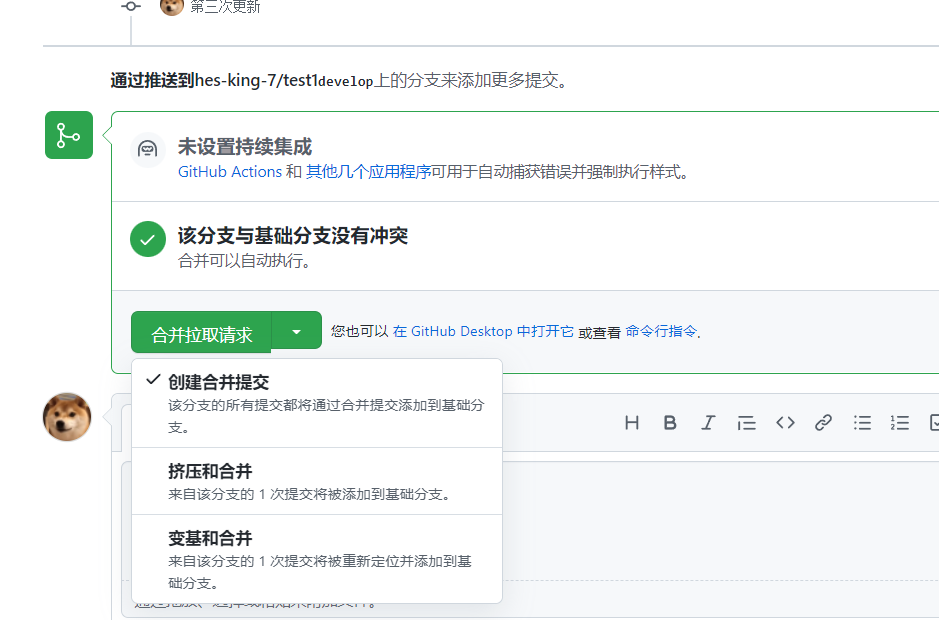 第三次更新
通过推送到hes-king-7/test1develop上的分支来添加更多提交。
未设置持续集成
GitHub Actions 和 其他几个应用程序可用于自动捕获错误并强制执行样式。
该分支与基础分支没有冲突
合并可以自动执行。
合并拉取请求
您也可以 在 GitHub Desktop 中打开它 或查看 命令行指令.
创建合并提交
该分支的所有提交都将通过合并提交添加到基础分
支。
H B I
挤压和合并
来自该分支的 1 次提交将被添加到基础分支。
变基和合并
来自该分支的 1 次提交将被重新定位并添加到基
础分支。